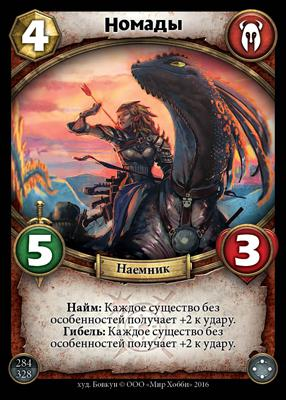 4
Номады
5
Наемник
3
Найм: Каждое существо без
особенностей получает +2 к удару.
Гибель: Каждое существо без
особенностей получает +2 к удару.
284
328
худ. Бовкун © ООО «Мир Хобби» 2016